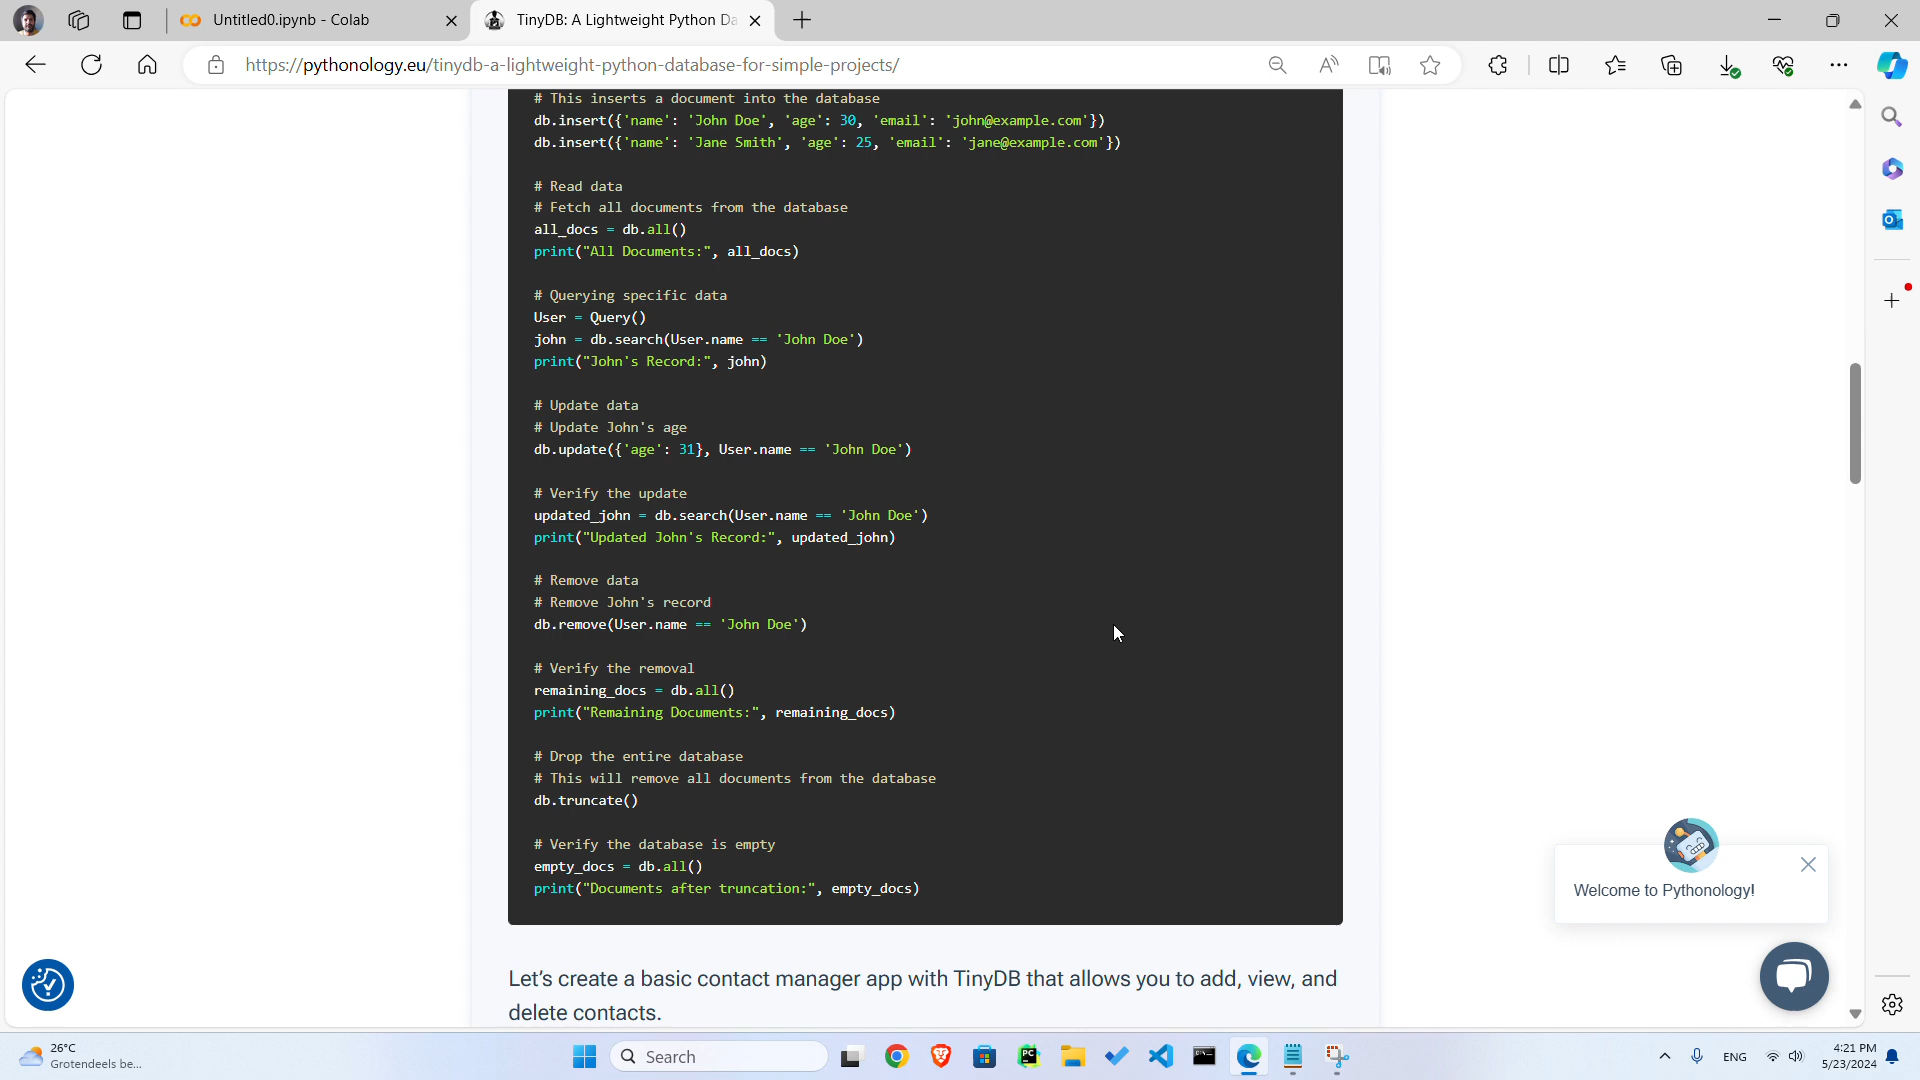 Untitled0.ipynb - Colab
TinyDB: A Lightweight Python Da
https://pythonology.eu/tinydb-a-lightweight-python-database-for-simple-projects/
# This inserts a document into the database
db.insert({'name': 'John Doe', 'age': 30, 'email': 'john@example.com'})
db.insert({'name': 'Jane Smith', 'age': 25, 'email': 'jane@example.com'})
# Read data
# Fetch all documents from the database
all_docs = db.all()
print("All Documents:", all_docs)
# Querying specific data
User = Query()
john = db.search(User.name == 'John Doe')
print("John's Record:", john)
# Update data
# Update John's age
db.update({'age': 31}, User.name == 'John Doe')
# Verify the update
updated_john = db.search(User.name == 'John Doe')
print("Updated John's Record:", updated_john)
# Remove data
# Remove John's record
db.remove(User.name == 'John Doe')
# Verify the removal
remaining_docs = db.all()
print("Remaining Documents:", remaining_docs)
# Drop the entire database
# This will remove all documents from the database
db.truncate()
# Verify the database is empty
empty_docs = db.all()
print("Documents after truncation:", empty_docs)
Let's create a basic contact manager app with TinyDB that allows you to add, view, and
delete contacts.
Welcome to Pythonology!
26°C
Grotendeels be...
Search
ENG
4:21 PM
5/23/2024